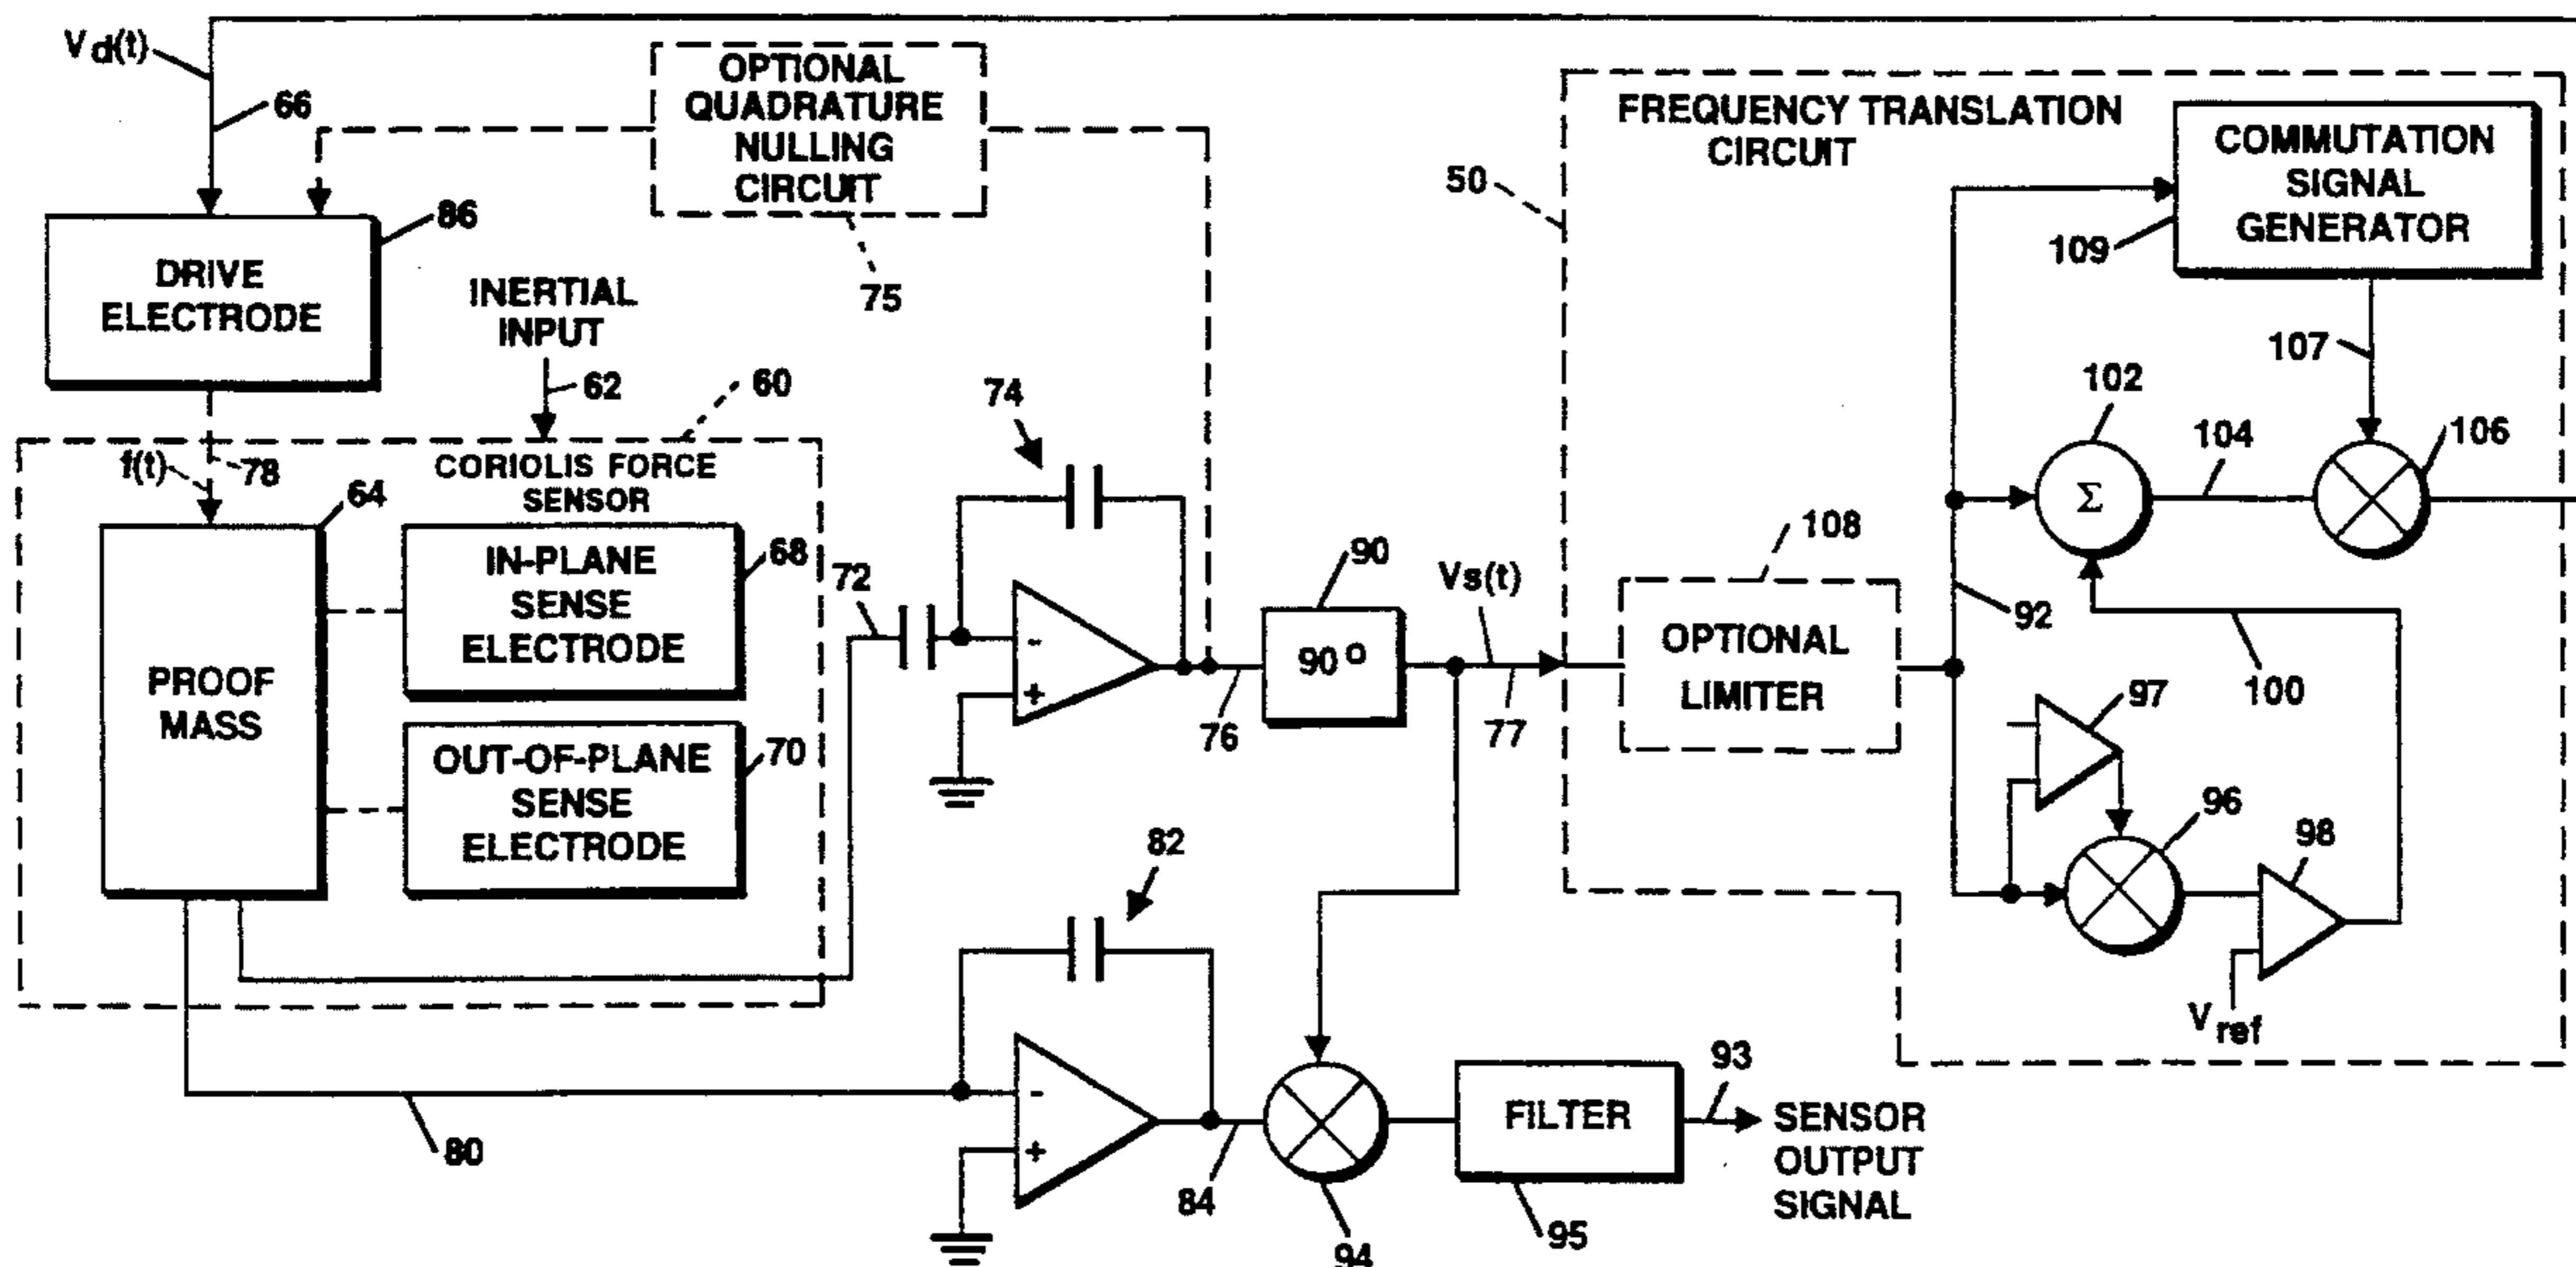 Vd(t)
66
OPTIONAL
QUADRATURE
NULLING
CIRCUIT
75
86
DRIVE
ELECTRODE
INERTIAL
INPUT
62
60
f(t)
78
CORIOLIS FORCE
SENSOR
64
PROOF
MASS
IN-PLANE
SENSE
ELECTRODE
68
OUT-OF-PLANE
SENSE
ELECTRODE
70
72
74
-
+
76
90
90°
Vs(t)
77
80
82
-
+
84
94
FILTER
95
93
SENSOR
OUTPUT
SIGNAL
50
FREQUENCY TRANSLATION
CIRCUIT
COMMUTATION
SIGNAL
GENERATOR
109
107
102
Σ
104
106
108
OPTIONAL
LIMITER
92
100
97
96
98
Vref